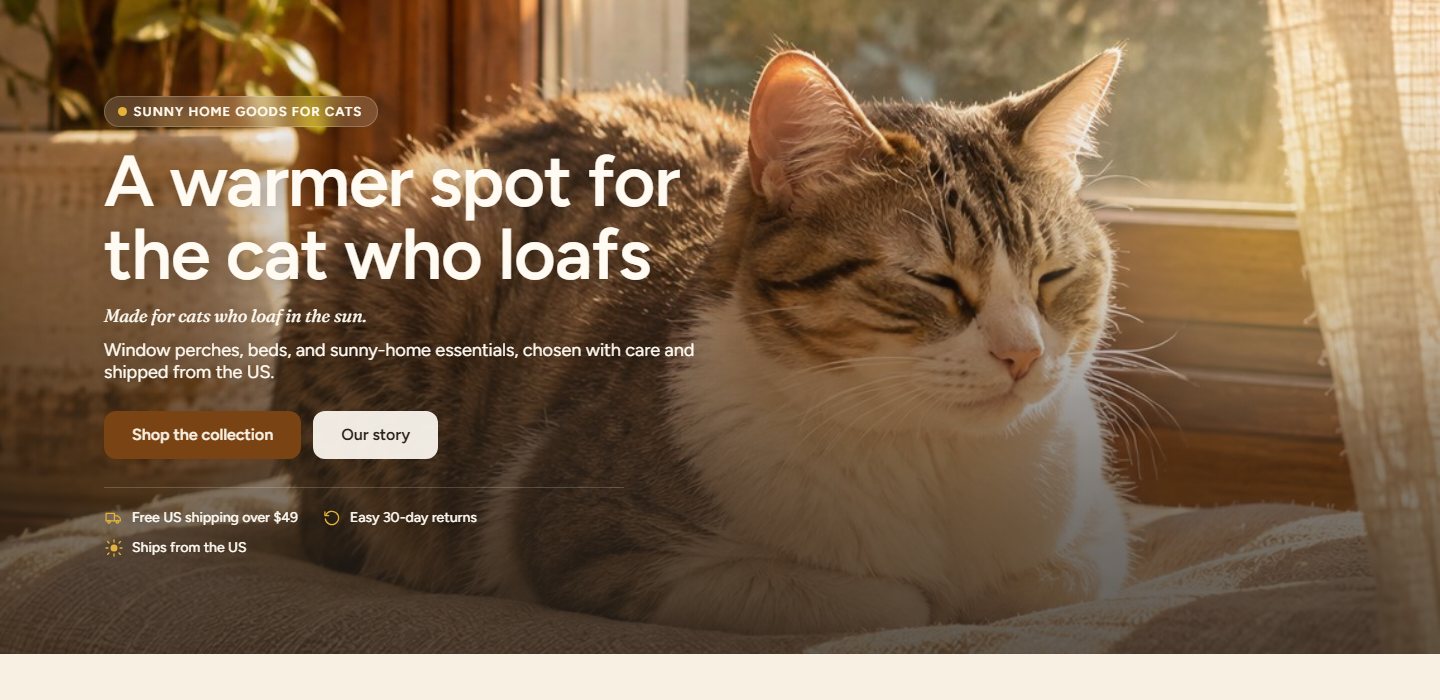 SUNNY HOME GOODS FOR CATS
A warmer spot for
the cat who loafs
Made for cats who loaf in the sun.
Window perches, beds, and sunny-home essentials, chosen with care and
shipped from the US.
Shop the collection
Our story
Free US shipping over $49
Easy 30-day returns
Ships from the US